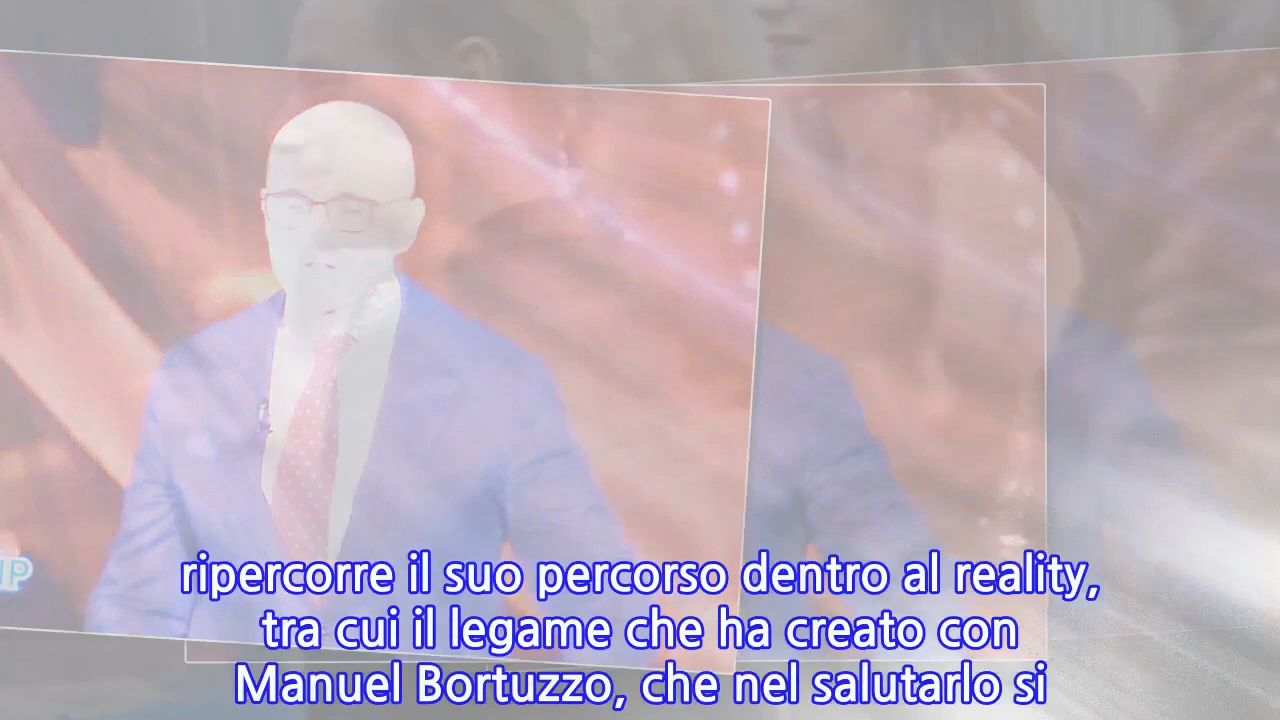 IP
ripercorre il suo percorso dentro al reality,
tra cui il legame che ha creato con
Manuel Bortuzzo, che nel salutarlo si